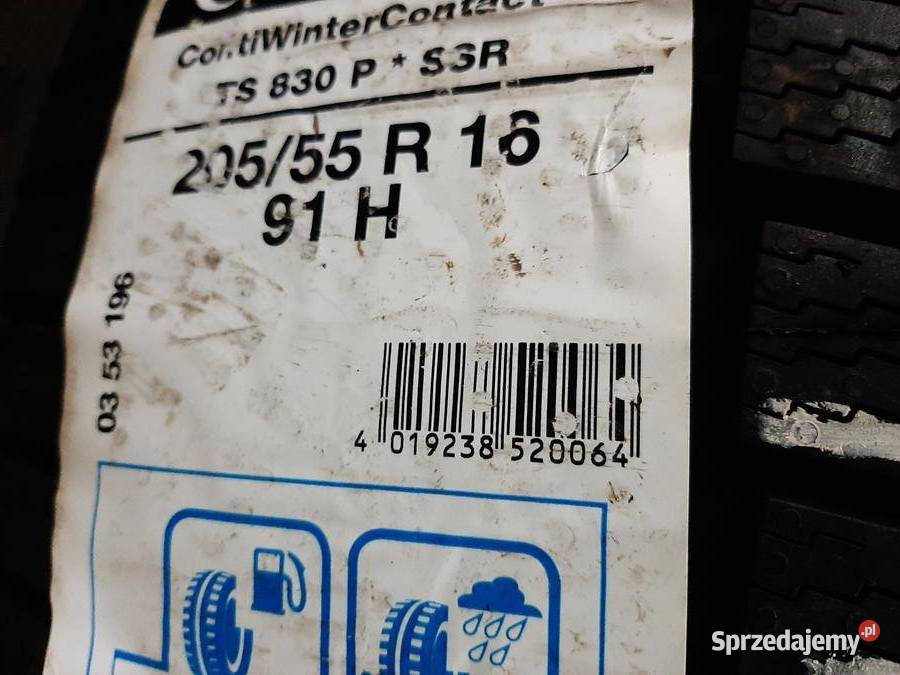 ContiWinterContact
TS 830 P * SSR
205/55 R 16
91 H
03 53 196
4 019238 520064
Sprzedajemy.pl